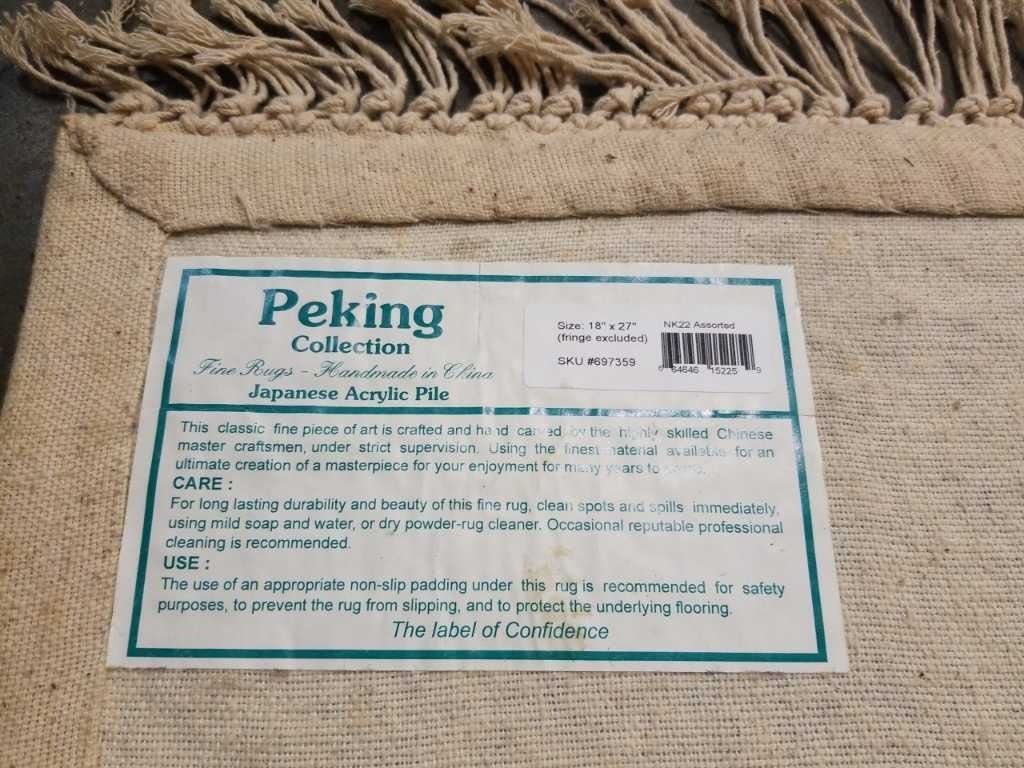 Peking
Collection
Fine Rugs - Handmade in China
Japanese Acrylic Pile
Size: 18" x 27"
(fringe excluded)
SKU #697359
NK22 Assorted
64646 15225 9
This classic fine piece of art is crafted and hand carved by the highly skilled Chinese
master craftsmen, under strict supervision. Using the finest material available for an
ultimate creation of a masterpiece for your enjoyment for many years to
CARE :
For long lasting durability and beauty of this fine rug, clean spots and spills immediately,
using mild soap and water, or dry powder-rug cleaner. Occasional reputable professional
cleaning is recommended.
USE :
The use of an appropriate non-slip padding under this rug is recommended for safety
purposes, to prevent the rug from slipping, and to protect the underlying flooring.
The label of Confidence